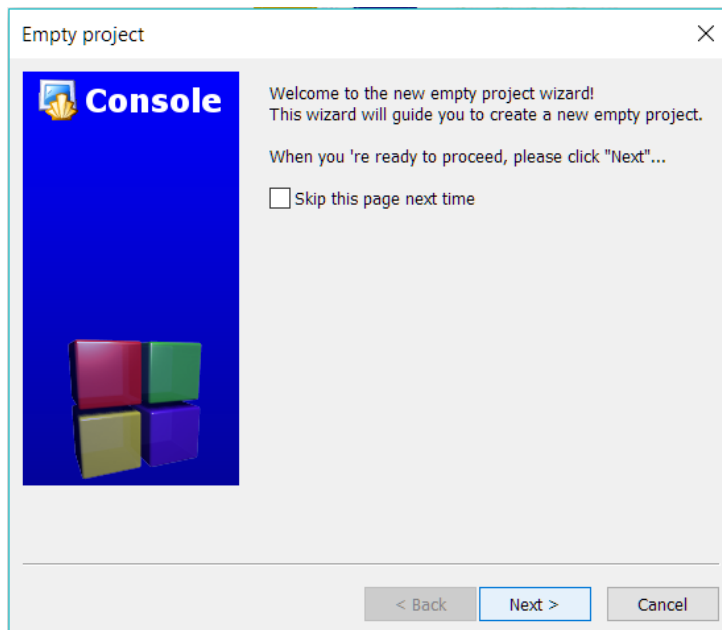 Empty project
Console
Welcome to the new empty project wizard!
This wizard will guide you to create a new empty project.
When you 're ready to proceed, please click "Next"...
Skip this page next time
< Back
Next >
Cancel